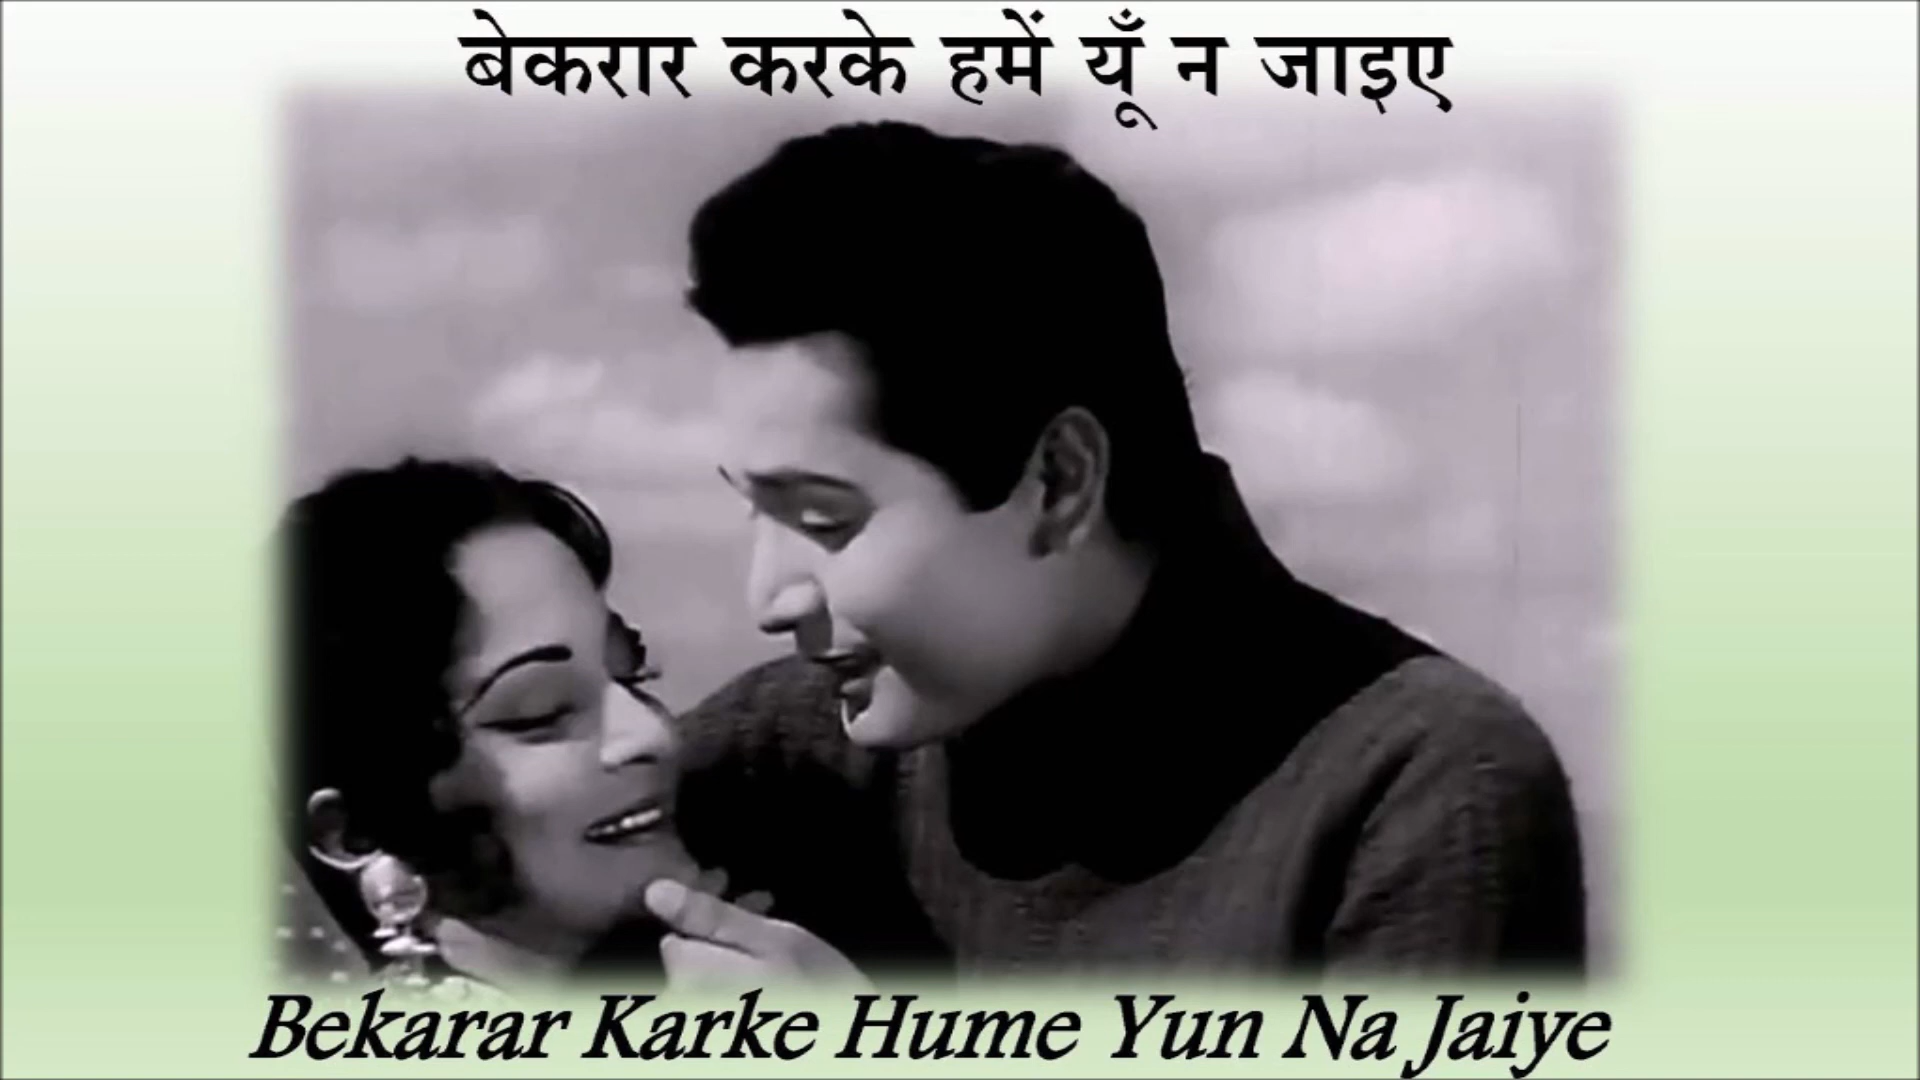 बेकरार करके हमें यूँ न जाइए
Bekarar Karke Hume Yun Na Jaiye